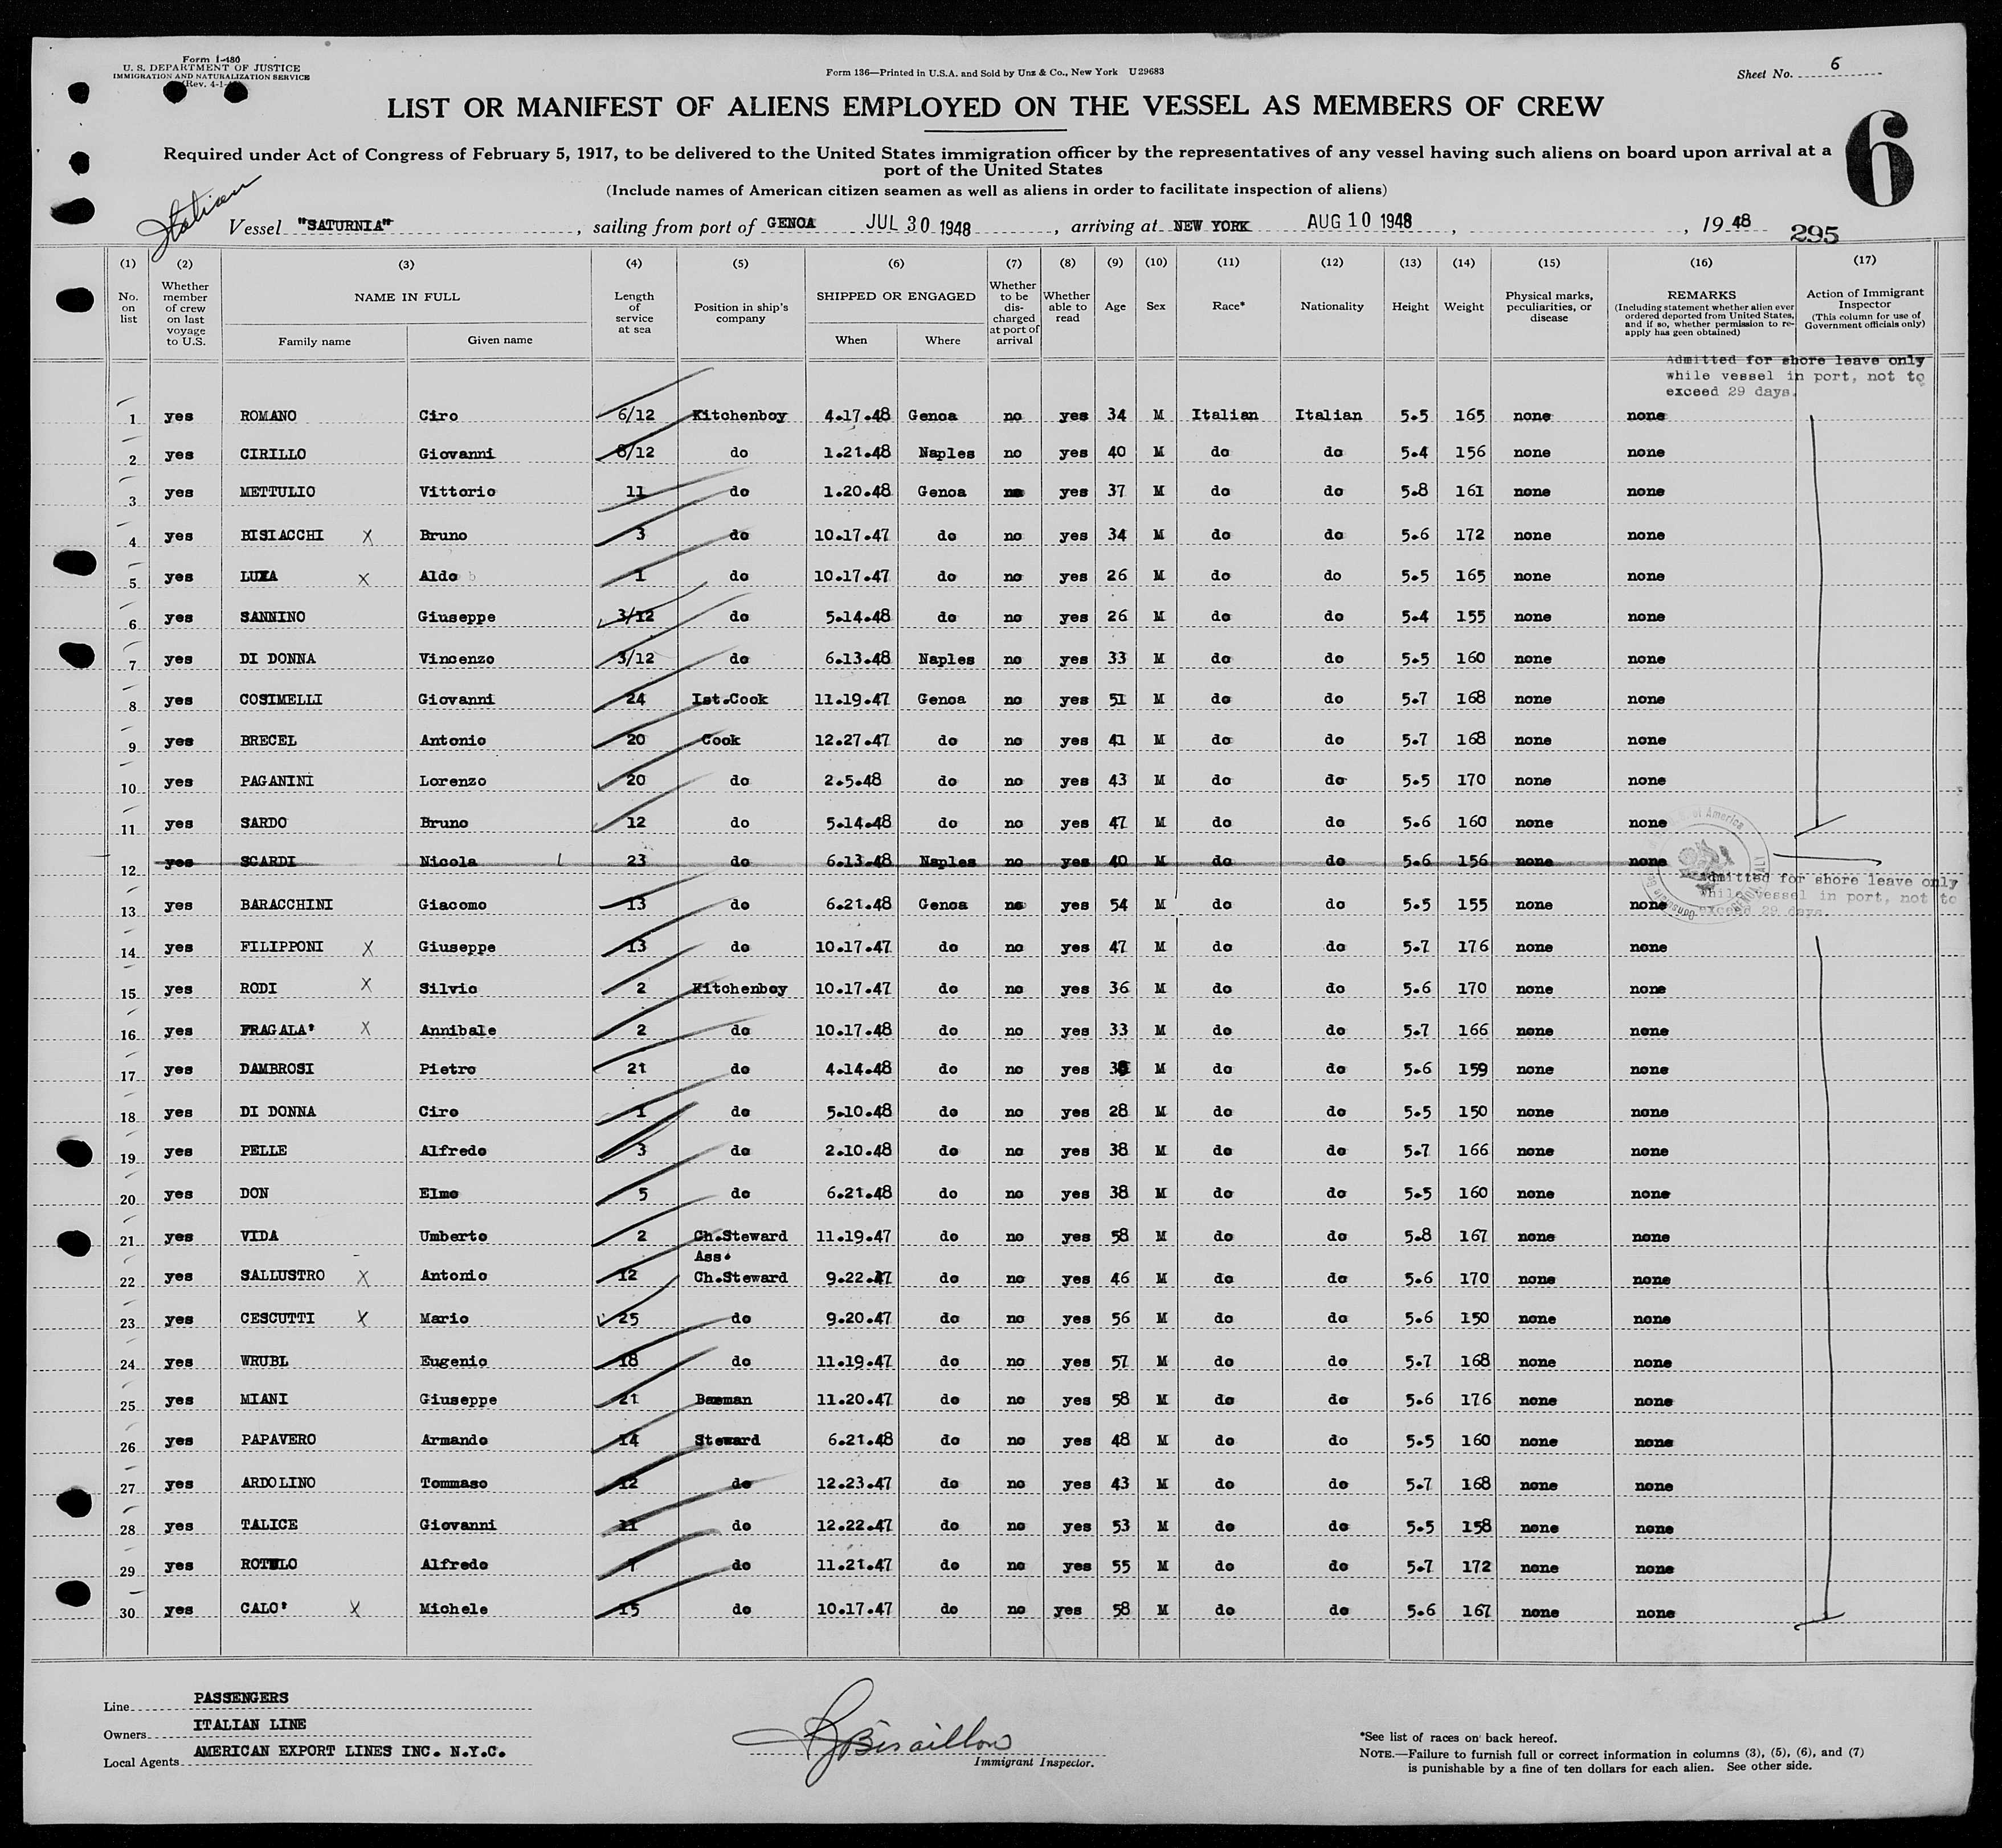 Form I-480
U. S. DEPARTMENT OF JUSTICE
IMMIGRATION AND NATURALIZATION SERVICE
(Rev. 4-1-
Form 136—Printed in U.S.A. and Sold by Unz & Co., New York U29683
Sheet No. 6
LIST OR MANIFEST OF ALIENS EMPLOYED ON THE VESSEL AS MEMBERS OF CREW
6
Required under Act of Congress of February 5, 1917, to be delivered to the United States immigration officer by the representatives of any vessel having such aliens on board upon arrival at a
port of the United States
(Include names of American citizen seamen as well as aliens in order to facilitate inspection of aliens)
Italian
Vessel "SATURNIA", sailing from port of GENOA JUL 30 1948, arriving at NEW YORK AUG 10 1948, , 19 48
295
(1) (2) (3) (4) (5) (6) (7) (8) (9) (10) (11) (12) (13) (14) (15) (16) (17)
No. on list
Whether member of crew on last voyage to U.S.
NAME IN FULL
Family name Given name
Length of service at sea
Position in ship's company
SHIPPED OR ENGAGED
When Where
Whether to be discharged at port of arrival
Whether able to read
Age
Sex
Race*
Nationality
Height
Weight
Physical marks, peculiarities, or disease
REMARKS
(Including statement whether alien ever ordered deported from United States, and if so, whether permission to re-apply has geen obtained)
Action of Immigrant Inspector
(This column for use of Government officials only)
Admitted for shore leave only
while vessel in port, not to
exceed 29 days.
1 yes ROMANO Ciro 6/12 Kitchenboy 4.17.48 Genoa no yes 34 M Italian Italian 5.5 165 none none
2 yes CIRILLO Giovanni 8/12 do 1.21.48 Naples no yes 40 M do do 5.4 156 none none
3 yes METTULIO Vittorio 11 do 1.20.48 Genoa no yes 37 M do do 5.8 161 none none
4 yes BISIACCHI X Bruno 3 do 10.17.47 do no yes 34 M do do 5.6 172 none none
5 yes LUXA X Aldo 1 do 10.17.47 do no yes 26 M do do 5.5 165 none none
6 yes SANNINO Giuseppe 3/12 do 5.14.48 do no yes 26 M do do 5.4 155 none none
7 yes DI DONNA Vincenzo 3/12 do 6.13.48 Naples no yes 33 M do do 5.5 160 none none
8 yes COSIMELLI Giovanni 24 Ist.Cook 11.19.47 Genoa no yes 51 M do do 5.7 168 none none
9 yes BRECEL Antonio 20 Cook 12.27.47 do no yes 41 M do do 5.7 168 none none
10 yes PAGANINI Lorenzo 20 do 2.5.48 do no yes 43 M do do 5.5 170 none none
11 yes SARDO Bruno 12 do 5.14.48 do no yes 47 M do do 5.6 160 none none
12 yes SCARDI Nicola 23 do 6.13.48 Naples no yes 40 M do do 5.6 156 none none
Admitted for shore leave only
while vessel in port, not to
exceed 29 days.
13 yes BARACCHINI Giacomo 13 do 6.21.48 Genoa no yes 54 M do do 5.5 155 none none
14 yes FILIPPONI X Giuseppe 13 do 10.17.47 do no yes 47 M do do 5.7 176 none none
15 yes RODI X Silvio 2 Kitchenboy 10.17.47 do no yes 36 M do do 5.6 170 none none
16 yes FRAGALA' X Annibale 2 do 10.17.48 do no yes 33 M do do 5.7 166 none none
17 yes DAMBROSI Pietro 21 do 4.14.48 do no yes M do do 5.6 159 none none
18 yes DI DONNA Ciro 1 do 5.10.48 do no yes 28 M do do 5.5 150 none none
19 yes PELLE Alfredo 3 do 2.10.48 do no yes 38 M do do 5.7 166 none none
20 yes DON Elmo 5 do 6.21.48 do no yes 38 M do do 5.5 160 none none
21 yes VIDA Umberto 2 Ch.Steward 11.19.47 do no yes 58 M do do 5.8 167 none none
22 yes SALLUSTRO X Antonio 12 Ass. Ch.Steward 9.22.47 do no yes 46 M do do 5.6 170 none none
23 yes CESCUTTI X Mario 25 do 9.20.47 do no yes 56 M do do 5.6 150 none none
24 yes WRUBL Eugenio 18 do 11.19.47 do no yes 57 M do do 5.7 168 none none
25 yes MIANI Giuseppe 21 11.20.47 do no yes 58 M do do 5.6 176 none none
26 yes PAPAVERO Armando 14 Steward 6.21.48 do no yes 48 M do do 5.5 160 none none
27 yes ARDOLINO Tommaso 12 do 12.23.47 do no yes 43 M do do 5.7 168 none none
28 yes TALICE Giovanni 11 do 12.22.47 do no yes 53 M do do 5.5 158 none none
29 yes Alfredo 7 do 11.21.47 do no yes 55 M do do 5.7 172 none none
30 yes CALO' X Michele 15 do 10.17.47 do no yes 58 M do do 5.6 167 none none
Line PASSENGERS
Owners ITALIAN LINE
Local Agents AMERICAN EXPORT LINES INC. N.Y.C.
Bisaillon
Immigrant Inspector.
*See list of races on back hereof.
NOTE.—Failure to furnish full or correct information in columns (3), (5), (6), and (7)
is punishable by a fine of ten dollars for each alien. See other side.